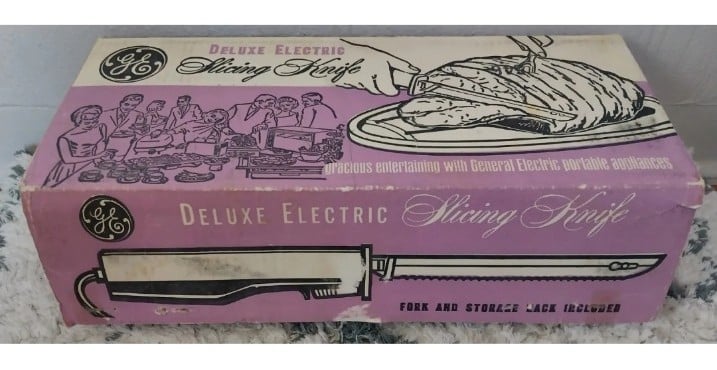 GE
DELUXE ELECTRIC
Slicing Knife
gracious entertaining with General Electric portable appliances
GE
DELUXE ELECTRIC Slicing Knife
FORK AND STORAGE RACK INCLUDED